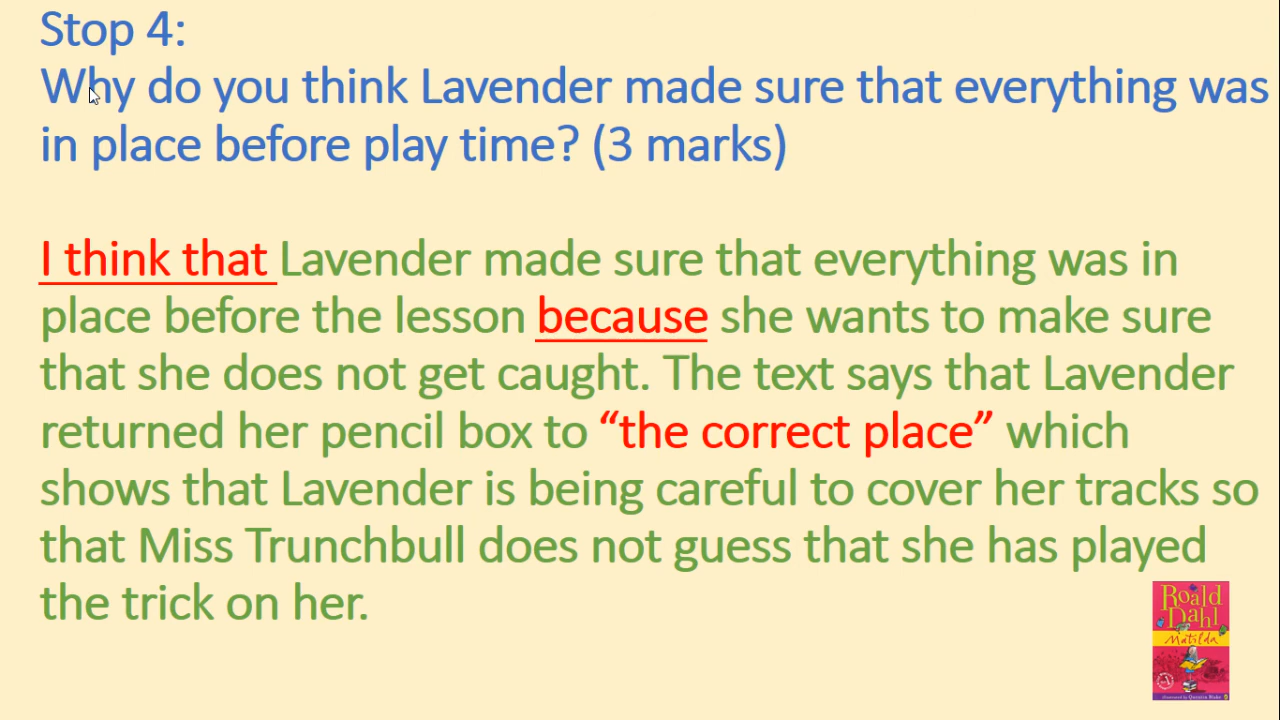 Stop 4:
Why do you think Lavender made sure that everything was
in place before play time? (3 marks)
I think that Lavender made sure that everything was in
place before the lesson because she wants to make sure
that she does not get caught. The text says that Lavender
returned her pencil box to “the correct place” which
shows that Lavender is being careful to cover her tracks so
that Miss Trunchbull does not guess that she has played
the trick on her.
Roald
Dahl
Matilda